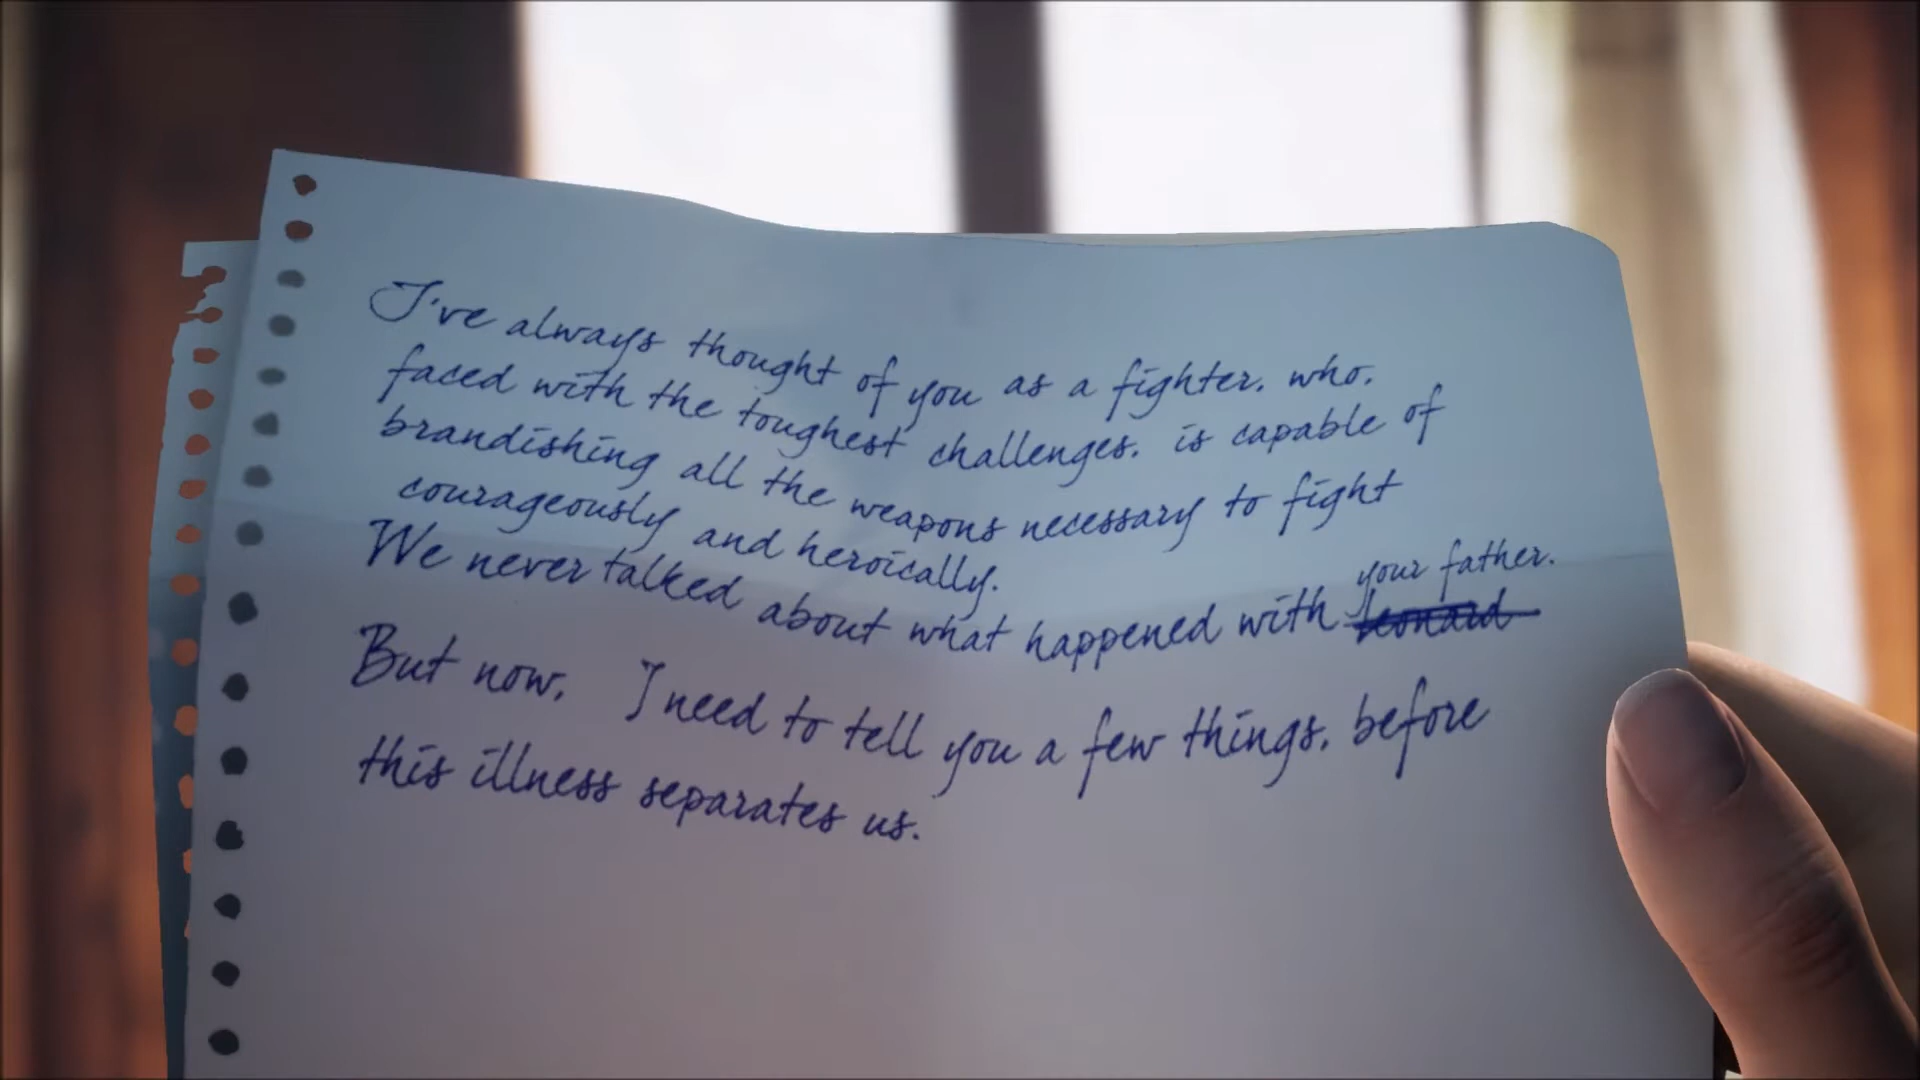 I've always thought of you as a fighter, who,
faced with the toughest challenges, is capable of
brandishing all the weapons necessary to fight
courageously and heroically.
We never talked about what happened with leonard your father.
But now, I need to tell you a few things, before
this illness separates us.